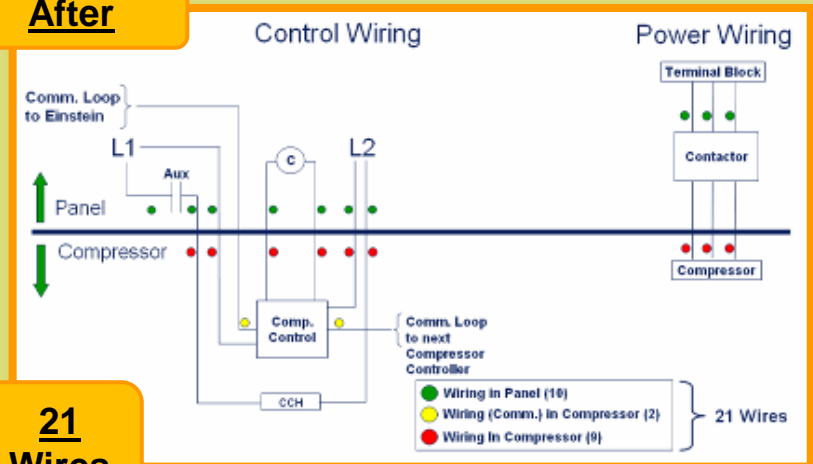 After
Control Wiring
Power Wiring
Terminal Block
Comm. Loop
to Einstein
L1
C
L2
Aux
Contactor
Panel
Compressor
Compressor
Comp.
Control
Comm. Loop
to next
Compressor
Controller
CCH
Wiring in Panel (10)
Wiring (Comm.) in Compressor (2)
Wiring In Compressor (9)
21 Wires
21
Wires